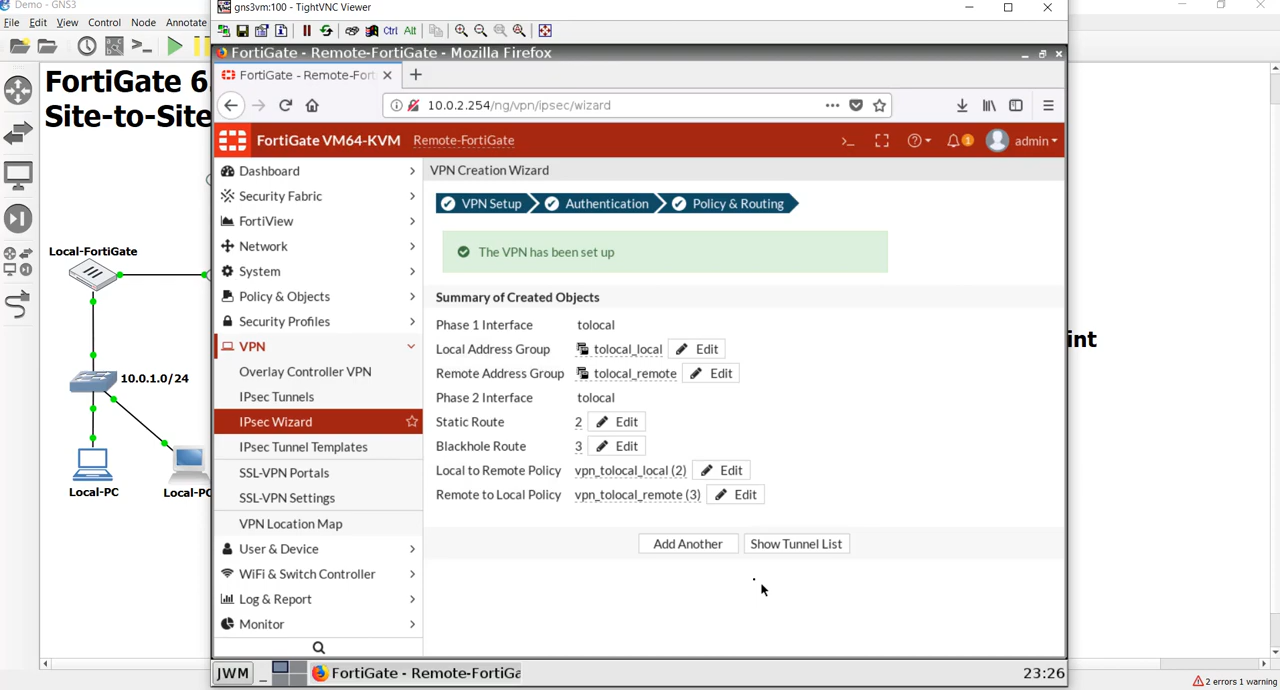 Demo - GNS3
File Edit View Control Node Annotate
FortiGate 6
Site-to-Site
Local-FortiGate
10.0.1.0/24
Local-PC
Local-PC
int
2 errors 1 warning
gns3vm:100 - TightVNC Viewer
Ctrl Alt
FortiGate - Remote-FortiGate - Mozilla Firefox
FortiGate - Remote-Fort
10.0.2.254/ng/vpn/ipsec/wizard
FortiGate VM64-KVM Remote-FortiGate
1 admin
Dashboard
Security Fabric
FortiView
Network
System
Policy & Objects
Security Profiles
VPN
Overlay Controller VPN
IPsec Tunnels
IPsec Wizard
IPsec Tunnel Templates
SSL-VPN Portals
SSL-VPN Settings
VPN Location Map
User & Device
WiFi & Switch Controller
Log & Report
Monitor
VPN Creation Wizard
VPN Setup Authentication Policy & Routing
The VPN has been set up
Summary of Created Objects
Phase 1 Interface tolocal
Local Address Group tolocal_local Edit
Remote Address Group tolocal_remote Edit
Phase 2 Interface tolocal
Static Route 2 Edit
Blackhole Route 3 Edit
Local to Remote Policy vpn_tolocal_local (2) Edit
Remote to Local Policy vpn_tolocal_remote (3) Edit
Add Another Show Tunnel List
JWM FortiGate - Remote-FortiGa 23:26